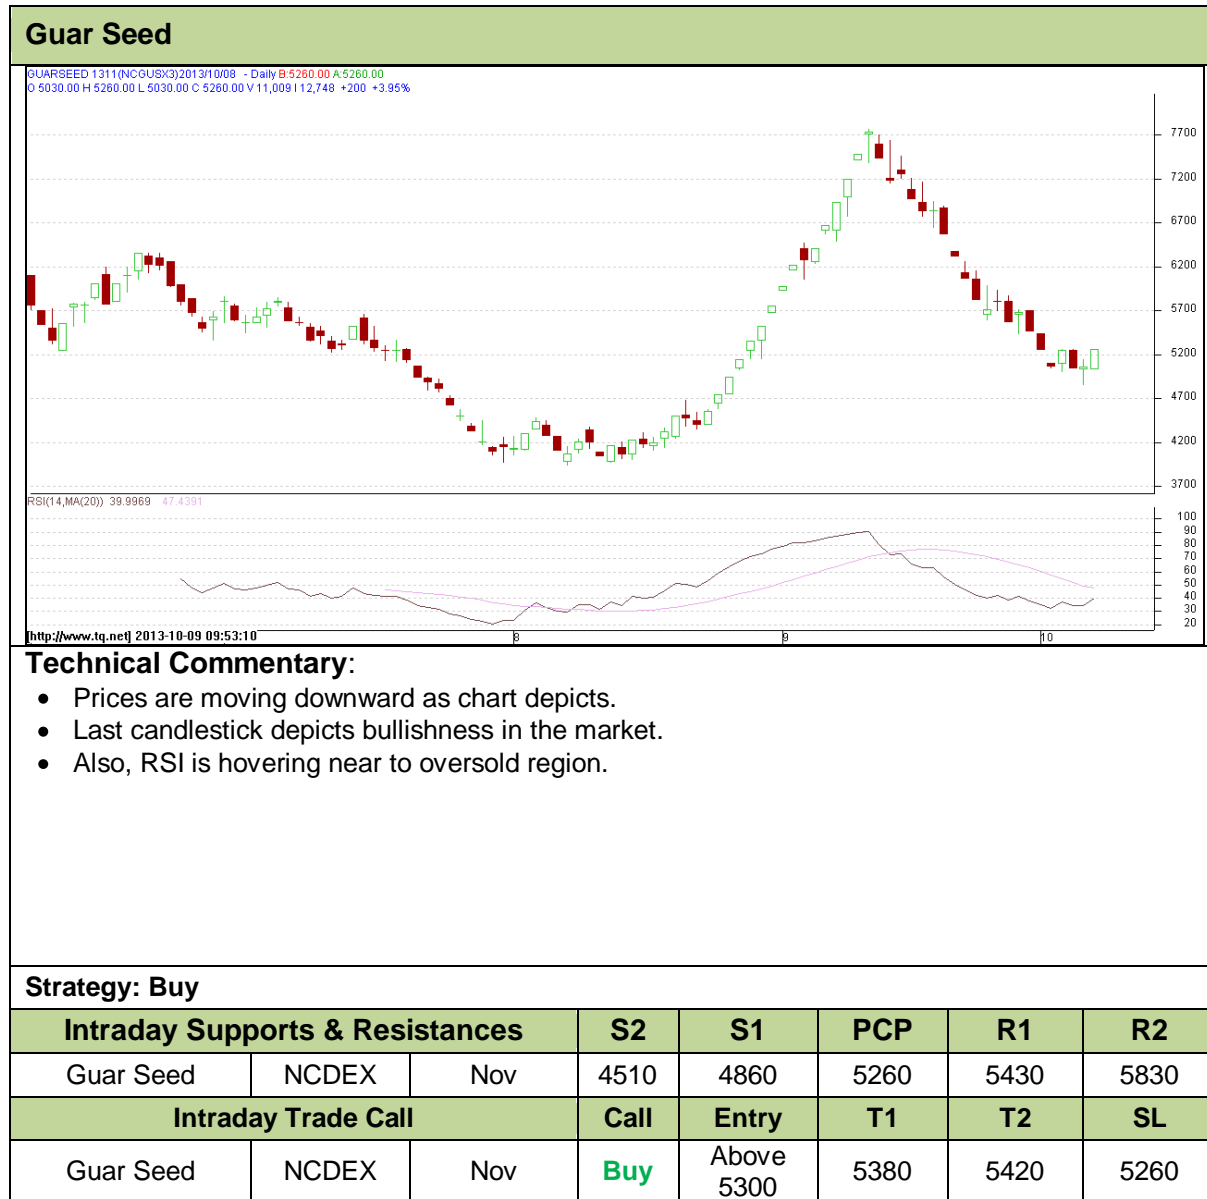 Guar Seed
GUARSEED 1311(NCGUSX3)2013/10/08 - Daily B:5260.00 A:5260.00
O 5030.00 H 5260.00 L 5030.00 C 5260.00 V 11,009 I 12,748 +200 +3.95%
7700
7200
6700
6200
5700
5200
4700
4200
3700
RSI(14,MA(20)) 39.9969 47.4391
100
90
80
70
60
50
40
30
20
[http://www.tq.net] 2013-10-09 09:53:10 8 9 10
Technical Commentary:
• Prices are moving downward as chart depicts.
• Last candlestick depicts bullishness in the market.
• Also, RSI is hovering near to oversold region.
Strategy: Buy
Intraday Supports & Resistances S2 S1 PCP R1 R2
Guar Seed NCDEX Nov 4510 4860 5260 5430 5830
Intraday Trade Call Call Entry T1 T2 SL
Guar Seed NCDEX Nov Buy Above 5300 5380 5420 5260